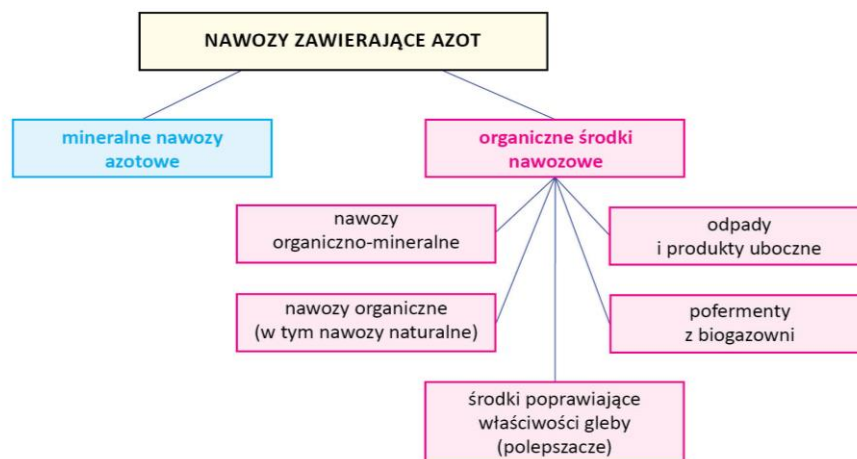 NAWOZY ZAWIERAJĄCE AZOT
mineralne nawozy
azotowe
organiczne środki
nawozowe
nawozy
organiczno-mineralne
odpady
i produkty uboczne
nawozy organiczne
(w tym nawozy naturalne)
pofermenty
z biogazowni
środki poprawiające
właściwości gleby
(polepszacze)